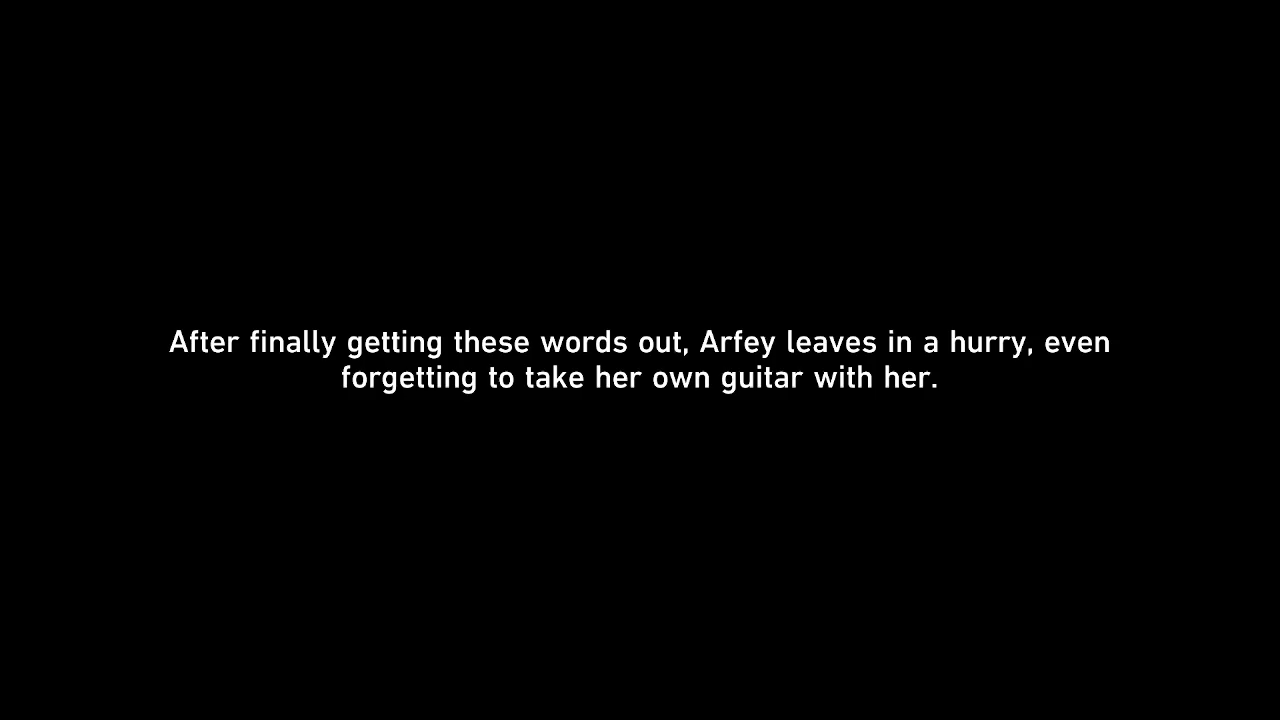 After finally getting these words out, Arfey leaves in a hurry, even
forgetting to take her own guitar with her.